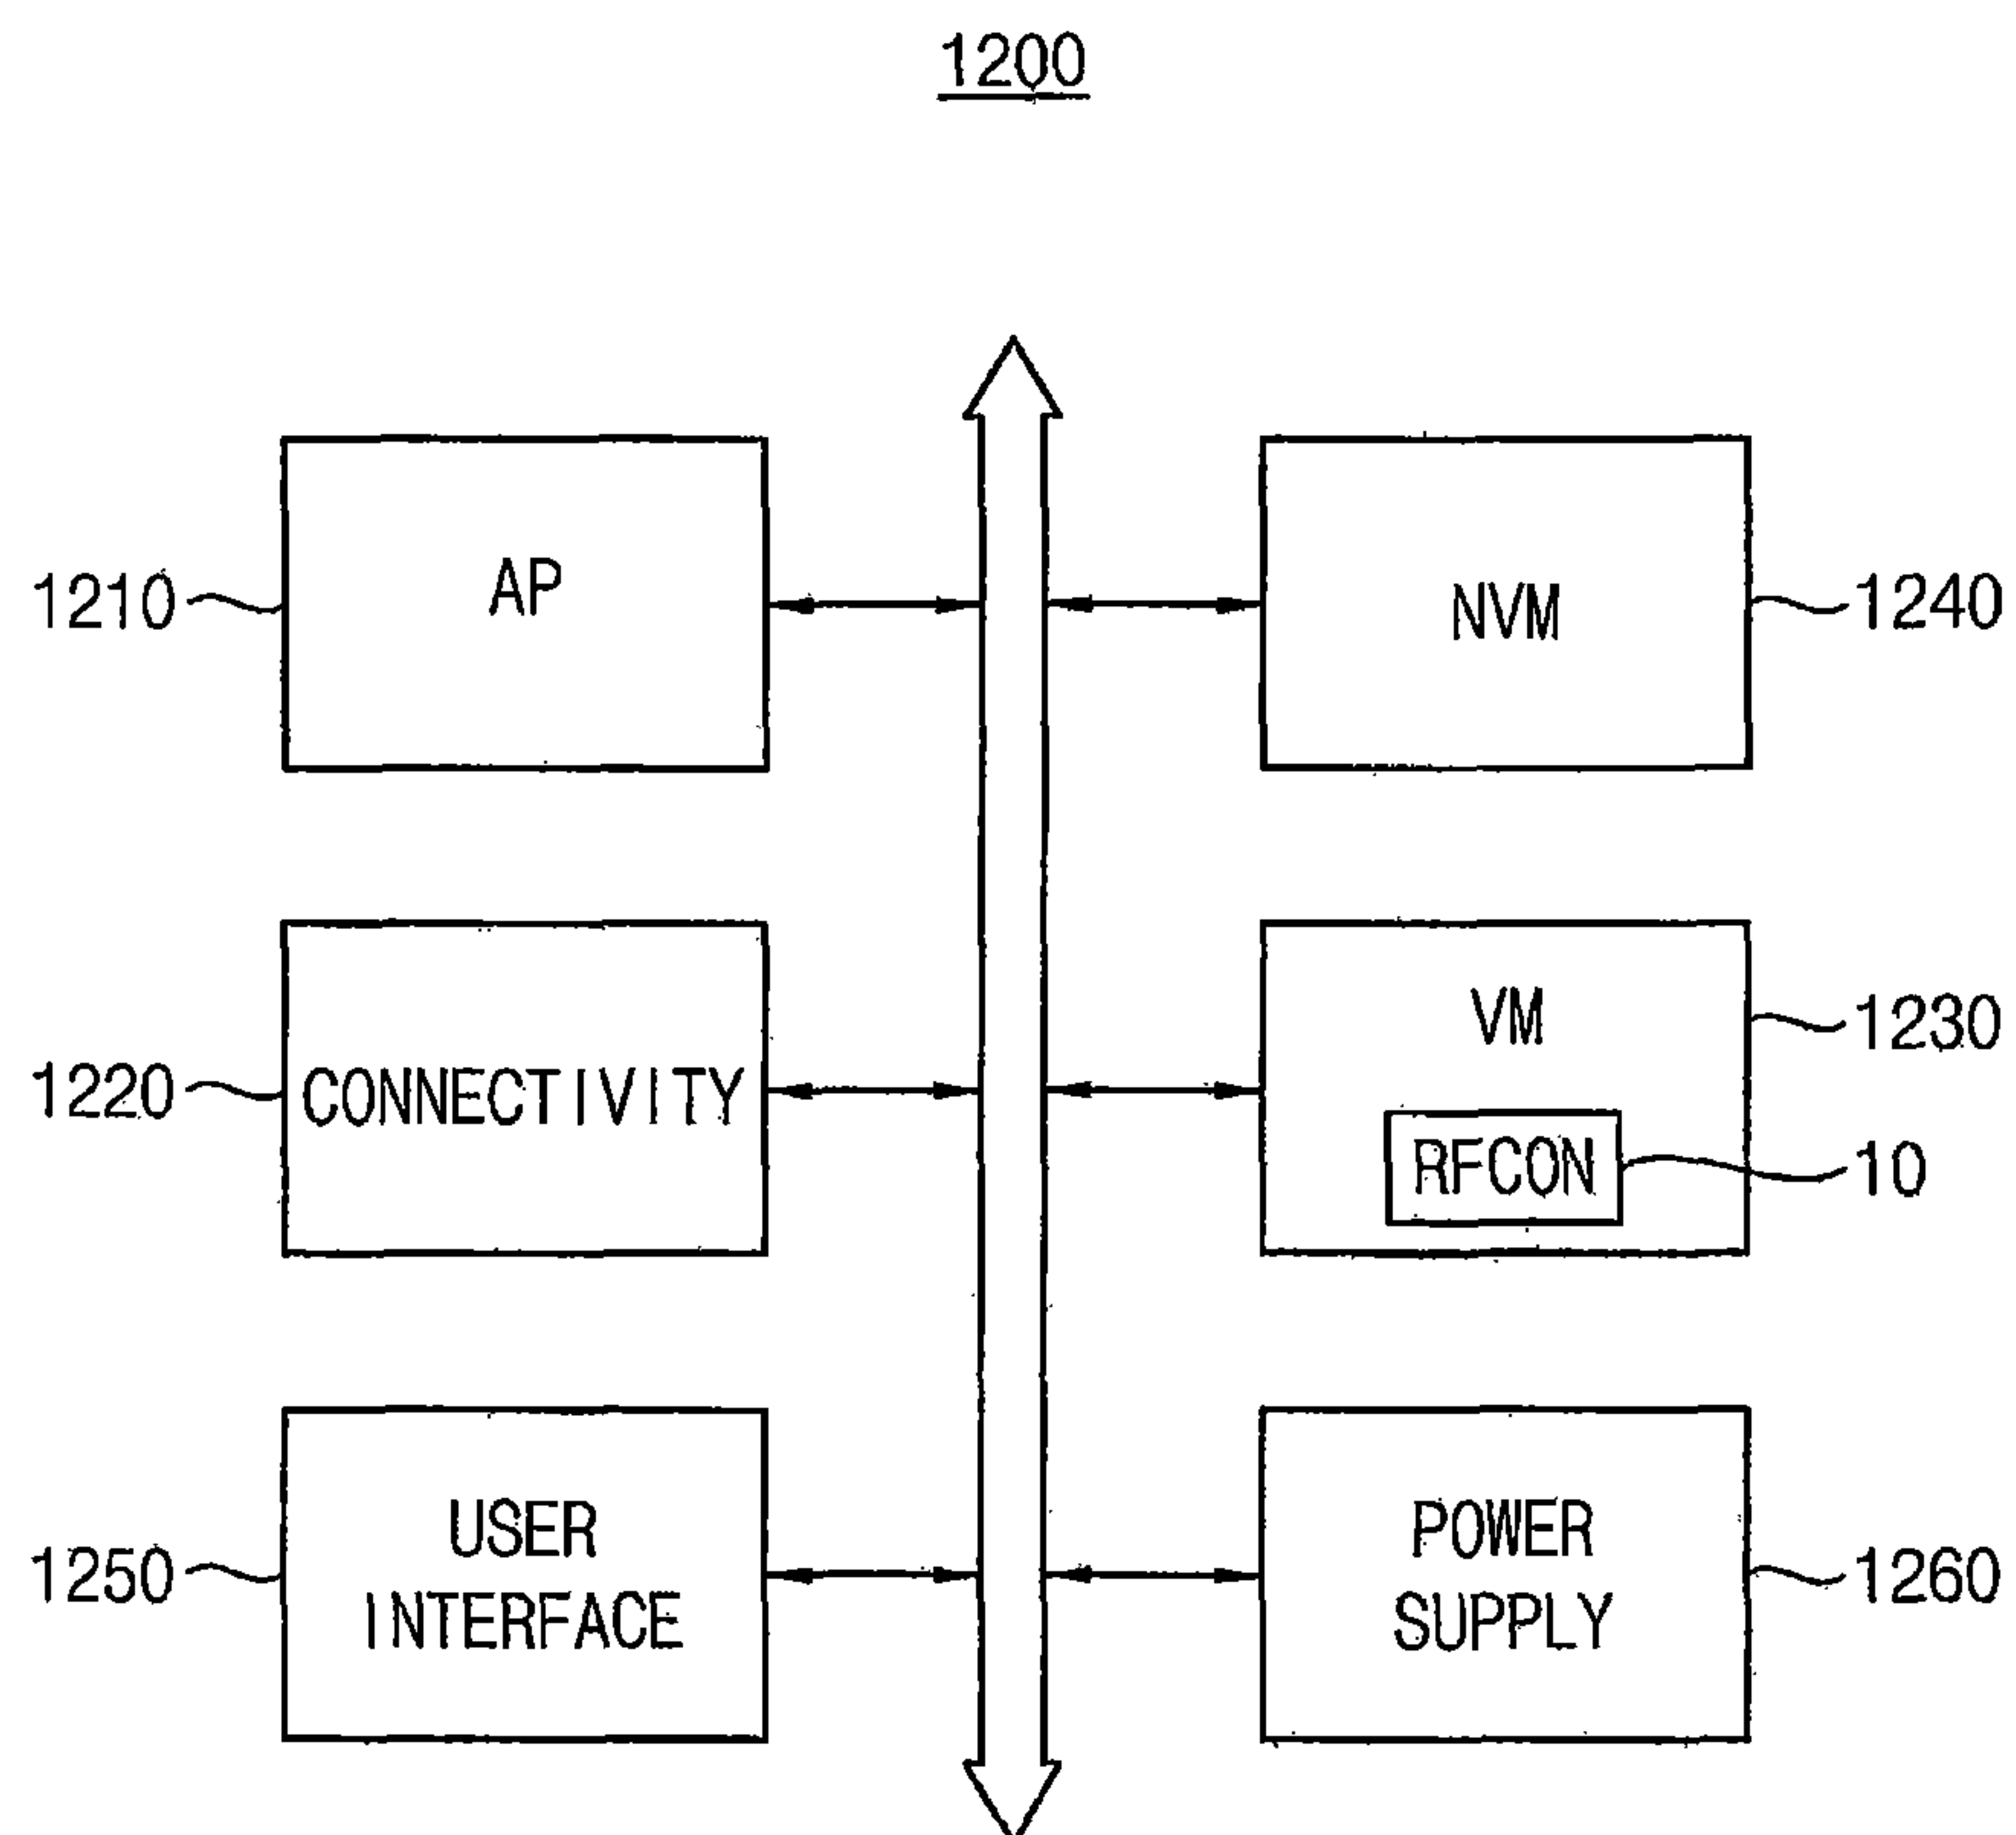 1200
1210
AP
NVM
1240
1220
CONNECTIVITY
VM
1230
RFCON
10
1250
USER
INTERFACE
POWER
SUPPLY
1260